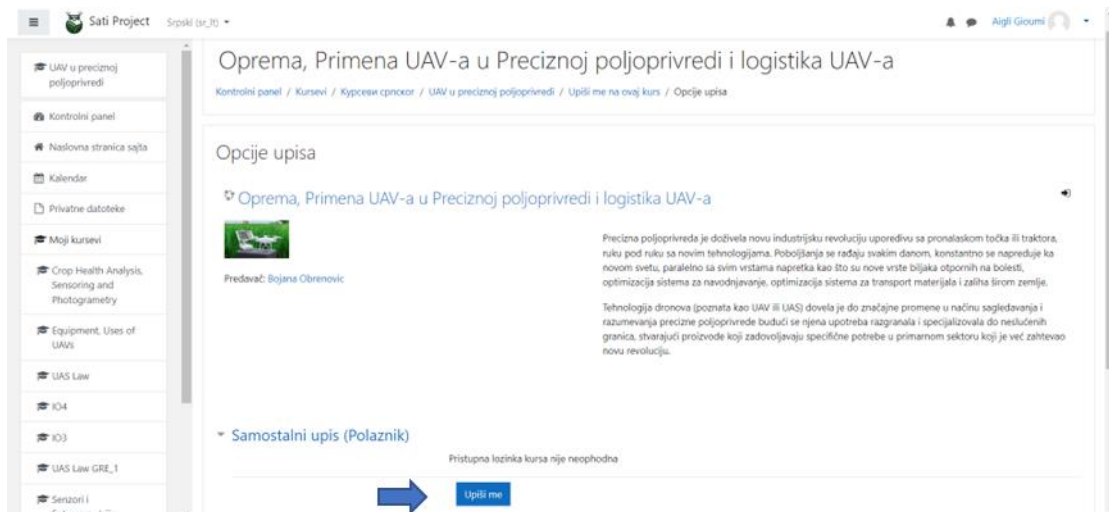 Sati Project Srpski (sr_lt)
Aigli Gioumi
UAV u preciznoj
poljoprivredi
Kontrolni panel
Naslovna stranica sajta
Kalendar
Privatne datoteke
Moji kursevi
Crop Health Analysis,
Sensoring and
Photogrametry
Equipment, Uses of
UAVs
UAS Law
IO4
IO3
UAS Law GRE_1
Senzori i
Oprema, Primena UAV-a u Preciznoj poljoprivredi i logistika UAV-a
Kontrolni panel / Kursevi / Курсеви српског / UAV u preciznoj poljoprivredi / Upiši me na ovaj kurs / Opcije upisa
Opcije upisa
Oprema, Primena UAV-a u Preciznoj poljoprivredi i logistika UAV-a
Predavač: Bojana Obrenovic
Precizna poljoprivreda je doživela novu industrijsku revoluciju uporedivu sa pronalaskom točka ili traktora,
ruku pod ruku sa novim tehnologijama. Poboljšanja se rađaju svakim danom, konstantno se napreduje ka
novom svetu, paralelno sa svim vrstama napretka kao što su nove vrste biljaka otpornih na bolesti,
optimizacija sistema za navodnjavanje, optimizacija sistema za transport materijala i zaliha širom zemlje.
Tehnologija dronova (poznata kao UAV ili UAS) dovela je do značajne promene u načinu sagledavanja i
razumevanja precizne poljoprivrede budući se njena upotreba razgranala i specijalizovala do neslućenih
granica, stvarajući proizvode koji zadovoljavaju specifične potrebe u primarnom sektoru koji je već zahtevao
novu revoluciju.
Samostalni upis (Polaznik)
Pristupna lozinka kursa nije neophodna
Upiši me